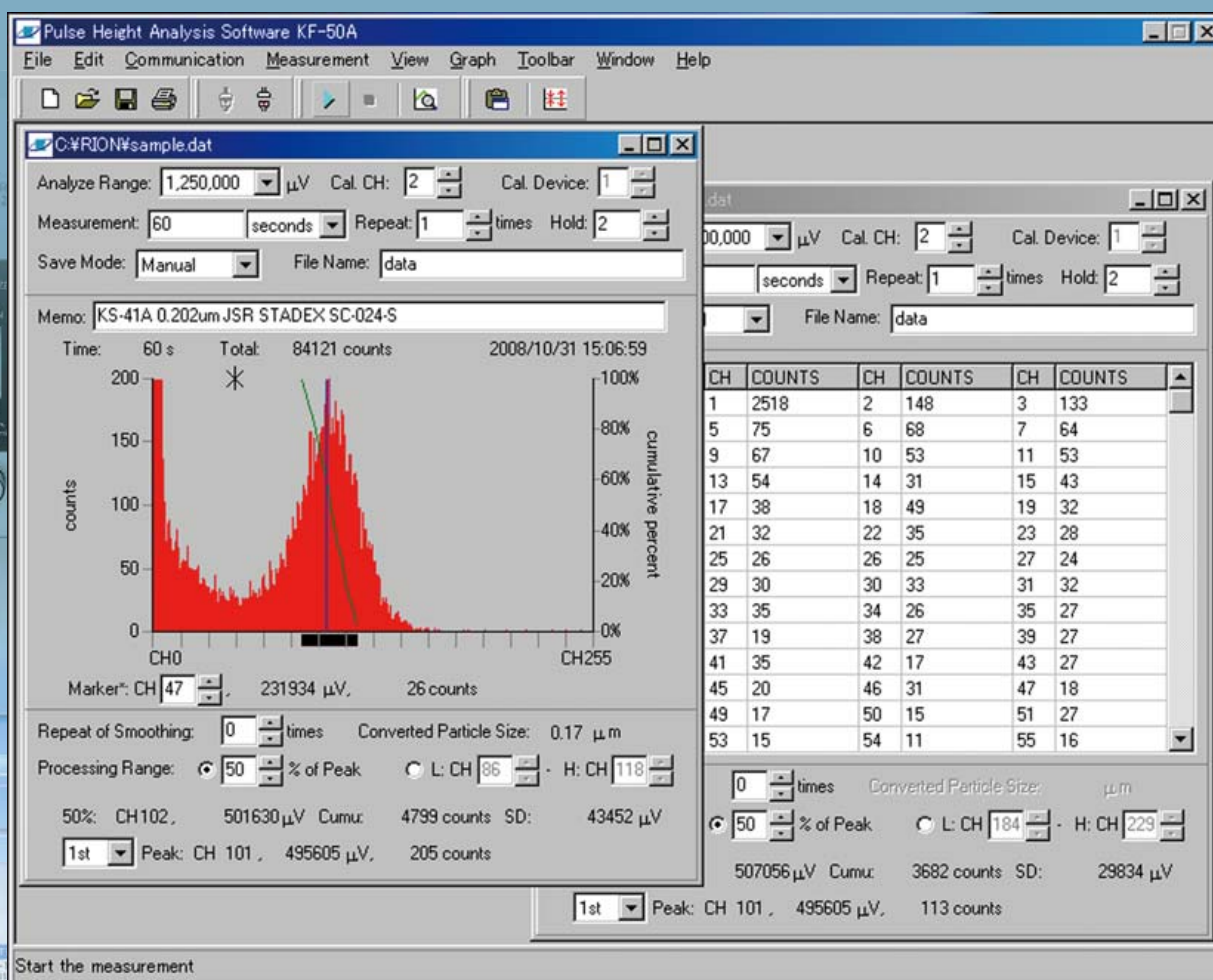 Pulse Height Analysis Software KF-50A
File Edit Communication Measurement View Graph Toolbar Window Help
C:¥RION¥sample.dat
Analyze Range: 1,250,000 μV Cal. CH: 2 Cal. Device: 1
Measurement: 60 seconds Repeat: 1 times Hold: 2
Save Mode: Manual File Name: data
Memo: KS-41A 0.202um JSR STADEX SC-024-S
Time: 60 s Total: 84121 counts 2008/10/31 15:06:59
200 100%
150 80%
60%
100
40%
50
20%
0 0%
counts
cumulative percent
CH0 CH255
Marker*: CH 47 , 231934 μV, 26 counts
Repeat of Smoothing: 0 times Converted Particle Size: 0.17 μm
Processing Range: 50 % of Peak L: CH 86 - H: CH 118
50%: CH102 , 501630 μV Cumu: 4799 counts SD: 43452 μV
1st Peak: CH 101 , 495605 μV, 205 counts
.dat
00,000 μV Cal. CH: 2 Cal. Device: 1
seconds Repeat: 1 times Hold: 2
File Name: data
CH COUNTS CH COUNTS CH COUNTS
1 2518 2 148 3 133
5 75 6 68 7 64
9 67 10 53 11 53
13 54 14 31 15 43
17 38 18 49 19 32
21 32 22 35 23 28
25 26 26 25 27 24
29 30 30 33 31 32
33 35 34 26 35 27
37 19 38 27 39 27
41 35 42 17 43 27
45 20 46 31 47 18
49 17 50 15 51 27
53 15 54 11 55 16
0 times Converted Particle Size: μm
50 % of Peak L: CH 184 - H: CH 229
507056 μV Cumu: 3682 counts SD: 29834 μV
1st Peak: CH 101 , 495605 μV, 113 counts
Start the measurement